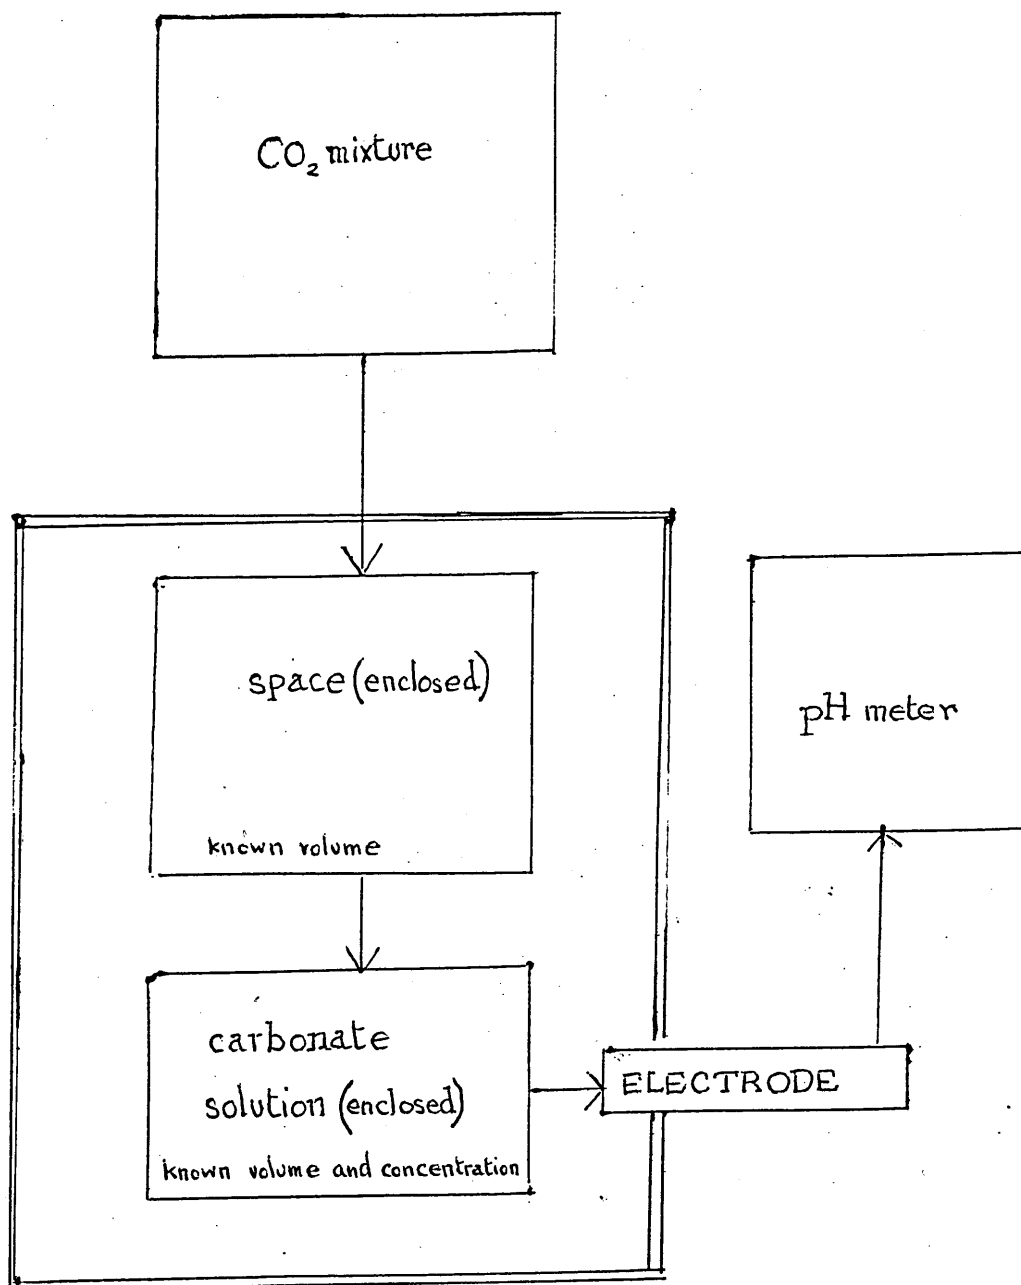 CO₂ mixture
space (enclosed)
known volume
pH meter
carbonate
solution (enclosed)
known volume and concentration
ELECTRODE